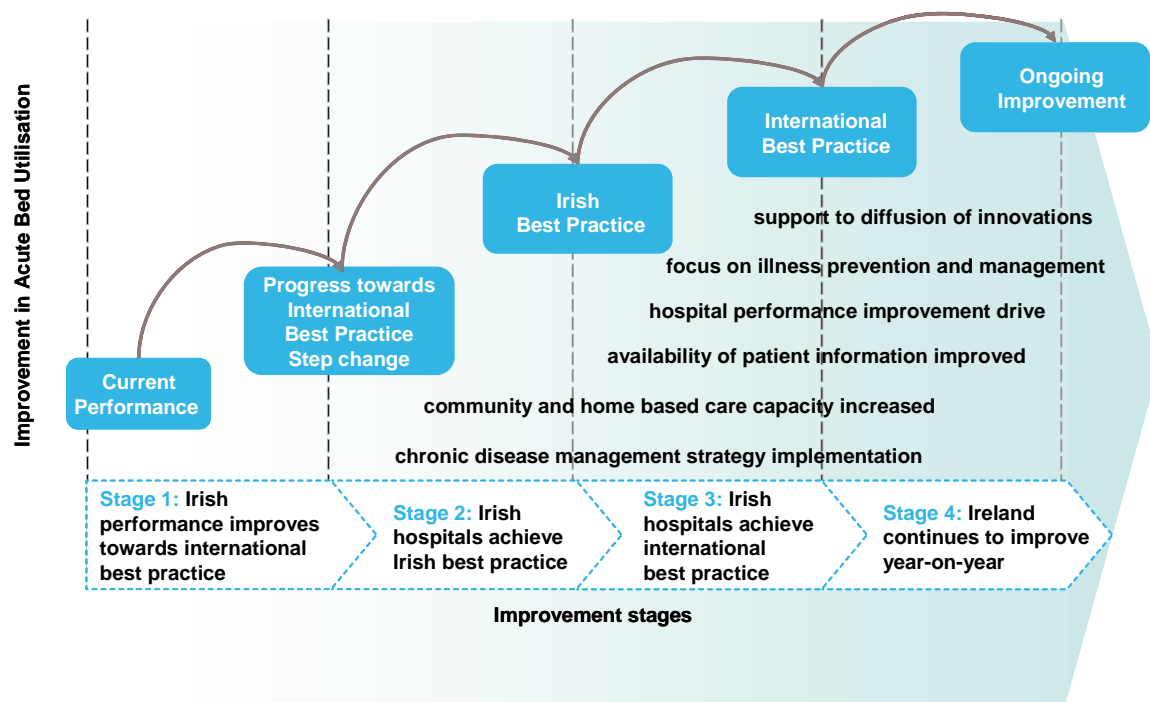 Improvement in Acute Bed Utilisation
Ongoing
Improvement
International
Best Practice
Irish
Best Practice
Progress towards
International
Best Practice
Step change
Current
Performance
support to diffusion of innovations
focus on illness prevention and management
hospital performance improvement drive
availability of patient information improved
community and home based care capacity increased
chronic disease management strategy implementation
Stage 1: Irish
performance improves
towards international
best practice
Stage 2: Irish
hospitals achieve
Irish best practice
Stage 3: Irish
hospitals achieve
international
best practice
Stage 4: Ireland
continues to improve
year-on-year
Improvement stages